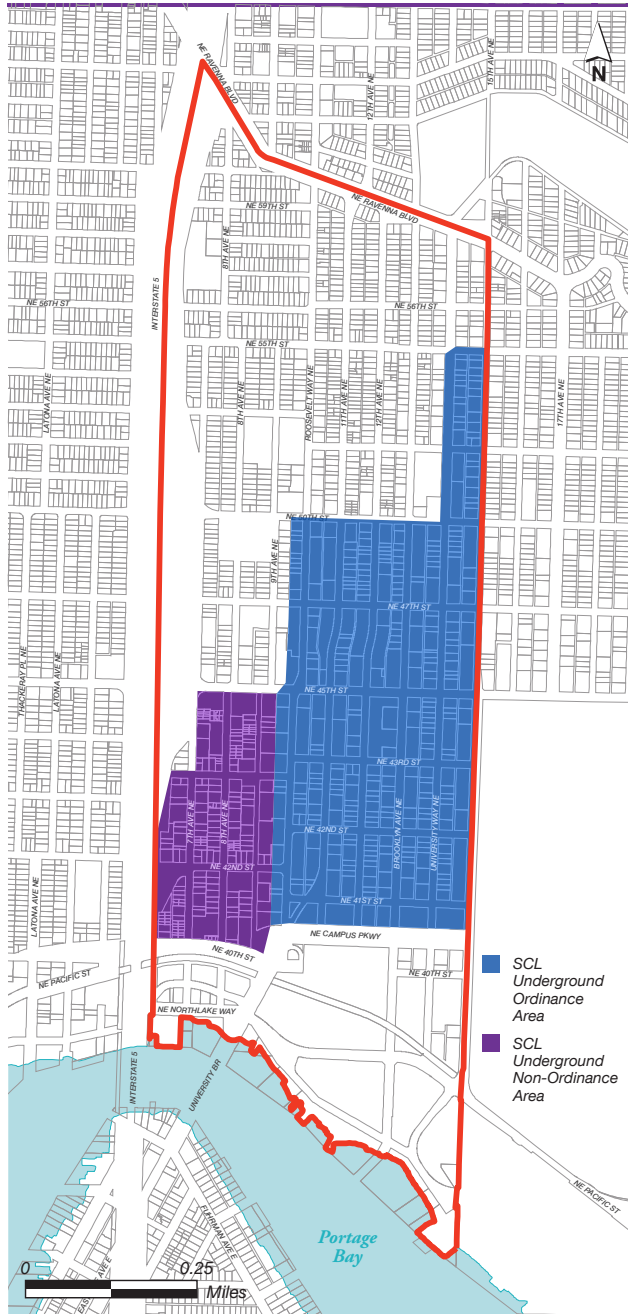 NE RAVENNA BLVD
12TH AVE NE
15TH AVE NE
N
NE RAVENNA BLVD
NE 59TH ST
8TH AVE NE
INTERSTATE 5
NE 56TH ST
NE 56TH ST
NE 55TH ST
LATONA AVE NE
8TH AVE NE
ROOSEVELT WAY NE
11TH AVE NE
12TH AVE NE
17TH AVE NE
NE 50TH ST
9TH AVE NE
NE 47TH ST
THACKERAY PL NE
LATONA AVE NE
NE 45TH ST
NE 43RD ST
7TH AVE NE
8TH AVE NE
NE 42ND ST
BROOKLYN AVE NE
UNIVERSITY WAY NE
NE 42ND ST
LATONA AVE NE
NE 41ST ST
NE CAMPUS PKWY
NE 40TH ST
NE PACIFIC ST
NE 40TH ST
SCL
Underground
Ordinance
Area
NE NORTHLAKE WAY
SCL
Underground
Non-Ordinance
Area
INTERSTATE 5
UNIVERSITY BR
NE PACIFIC ST
FUHRMAN AVE E
Portage
Bay
0
0.25
Miles